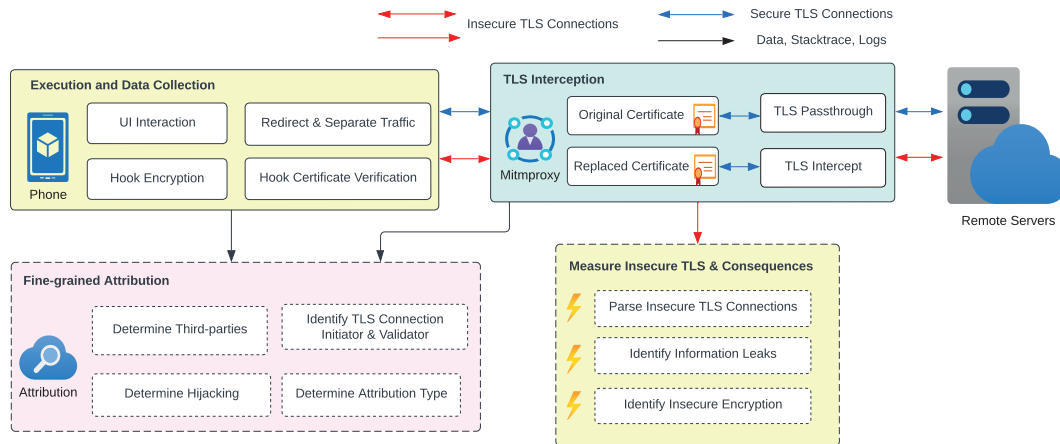 Insecure TLS Connections
Secure TLS Connections
Data, Stacktrace, Logs
Execution and Data Collection
UI Interaction
Redirect & Separate Traffic
Hook Encryption
Hook Certificate Verification
Phone
TLS Interception
Mitmproxy
Original Certificate
TLS Passthrough
Replaced Certificate
TLS Intercept
Remote Servers
Fine-grained Attribution
Attribution
Determine Third-parties
Identify TLS Connection
Initiator & Validator
Determine Hijacking
Determine Attribution Type
Measure Insecure TLS & Consequences
Parse Insecure TLS Connections
Identify Information Leaks
Identify Insecure Encryption